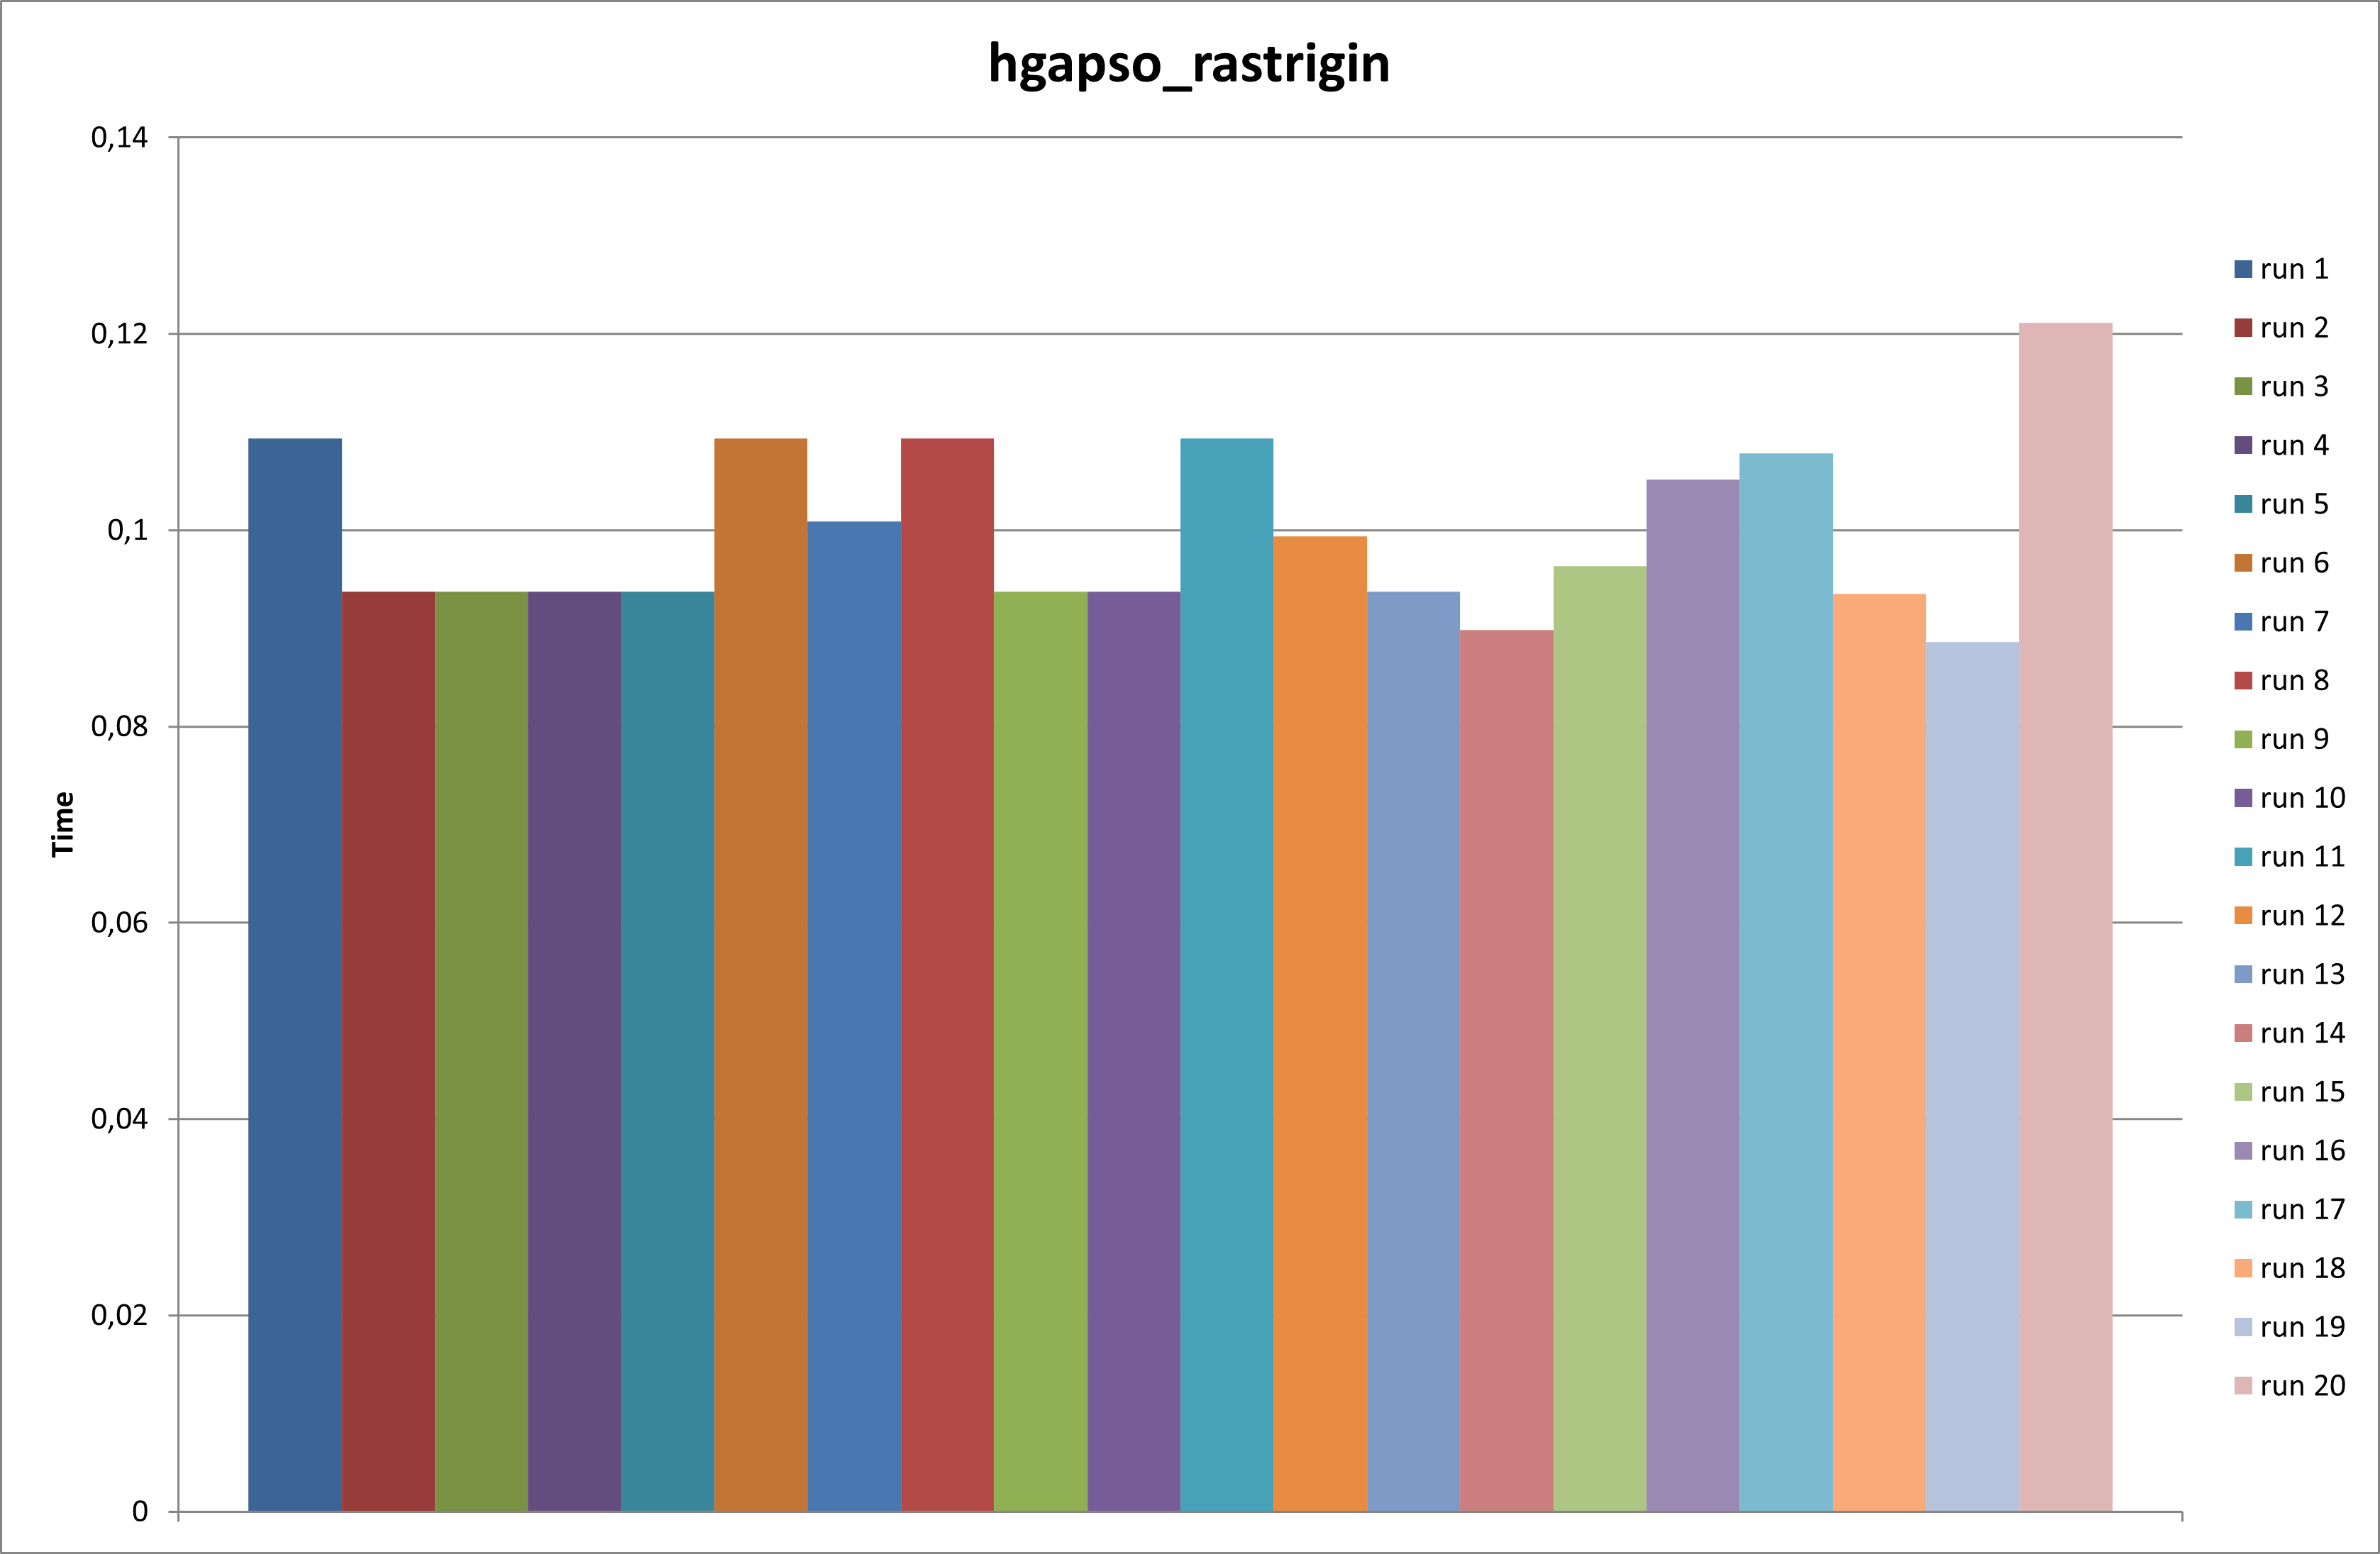 hgapso_rastrigin
0,14
0,12
0,1
0,08
0,06
0,04
0,02
0
Time
run 1
run 2
run 3
run 4
run 5
run 6
run 7
run 8
run 9
run 10
run 11
run 12
run 13
run 14
run 15
run 16
run 17
run 18
run 19
run 20